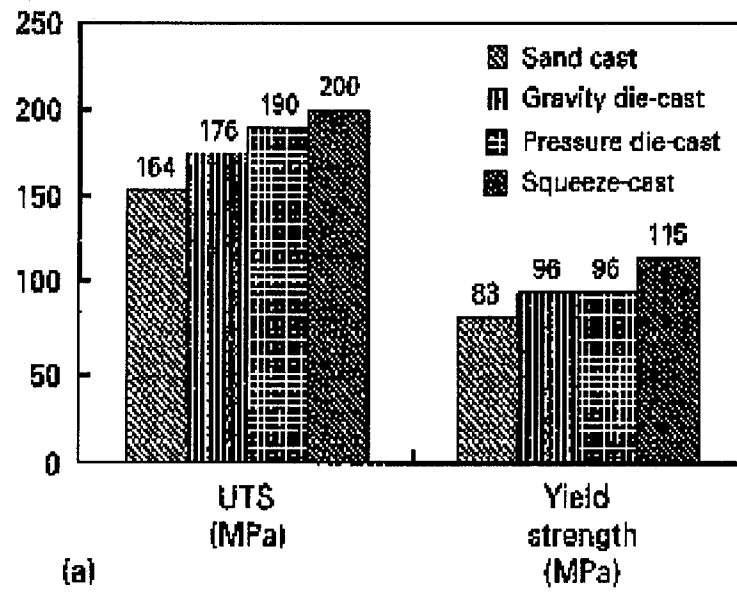 250
200
150
100
50
0
164
176
190
200
83
96
96
115
Sand cast
Gravity die-cast
Pressure die-cast
Squeeze-cast
UTS
(MPa)
Yield
strength
(MPa)
(a)